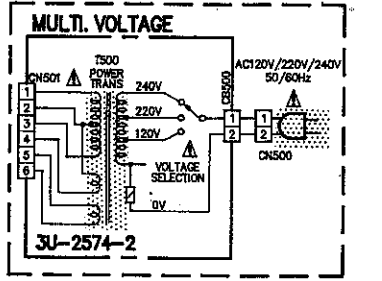 MULTI. VOLTAGE
CN501
T500
POWER
TRANS
240V
220V
120V
0V
VOLTAGE
SELECTION
CB500
AC120V/220V/240V
50/60Hz
CN500
1
2
3
4
5
6
1
2
1
2
3U-2574-2